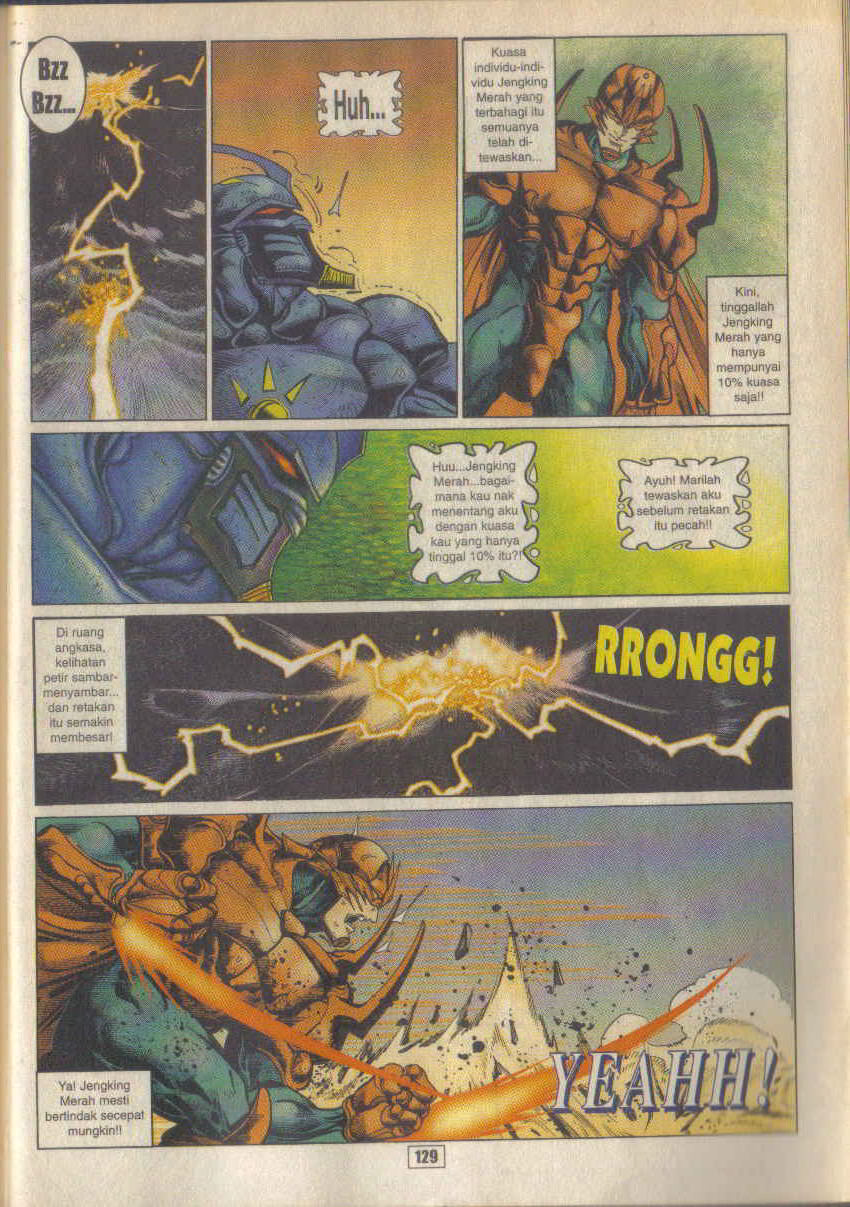 Bzz
Bzz...
Huh...
Kuasa
individu-indi-
vidu Jengking
Merah yang
terbahagi itu
semuanya
telah di-
tewaskan...
Kini,
tinggallah
Jengking
Merah yang
hanya
mempunyai
10% kuasa
saja!!
Huu...Jengking
Merah...bagai-
mana kau nak
menentang aku
dengan kuasa
kau yang hanya
tinggal 10% itu?!
Ayuh! Marilah
tewaskan aku
sebelum retakan
itu pecah!!
Di ruang
angkasa,
kelihatan
petir sambar-
menyambar...
dan retakan
itu semakin
membesar!
RRONGG!
YEAHH!
Ya! Jengking
Merah mesti
bertindak secepat
mungkin!!
129